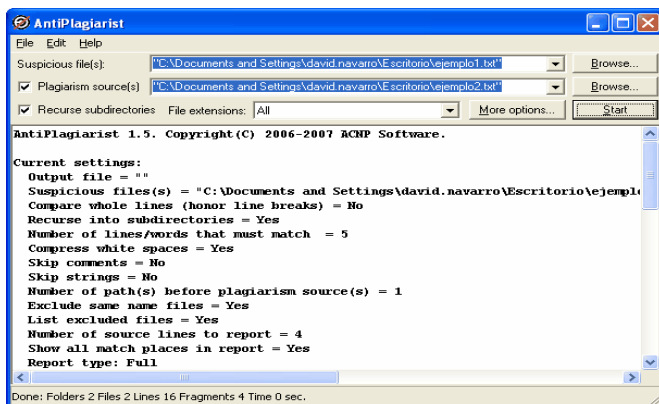 AntiPlagiarist
File Edit Help
Suspicious file(s): "C:\Documents and Settings\david.navarro\Escritorio\ejemplo1.txt" Browse...
Plagiarism source(s) "C:\Documents and Settings\david.navarro\Escritorio\ejemplo2.txt" Browse...
Recurse subdirectories File extensions: All More options... Start
AntiPlagiarist 1.5. Copyright(C) 2006-2007 ACNP Software.
Current settings:
Output file = ""
Suspicious files(s) = "C:\Documents and Settings\david.navarro\Escritorio\ejempl
Compare whole lines (honor line breaks) = No
Recurse into subdirectories = Yes
Number of lines/words that must match = 5
Compress white spaces = Yes
Skip comments = No
Skip strings = No
Number of path(s) before plagiarism source(s) = 1
Exclude same name files = Yes
List excluded files = Yes
Number of source lines to report = 4
Show all match places in report = Yes
Report type: Full
Done: Folders 2 Files 2 Lines 16 Fragments 4 Time 0 sec.